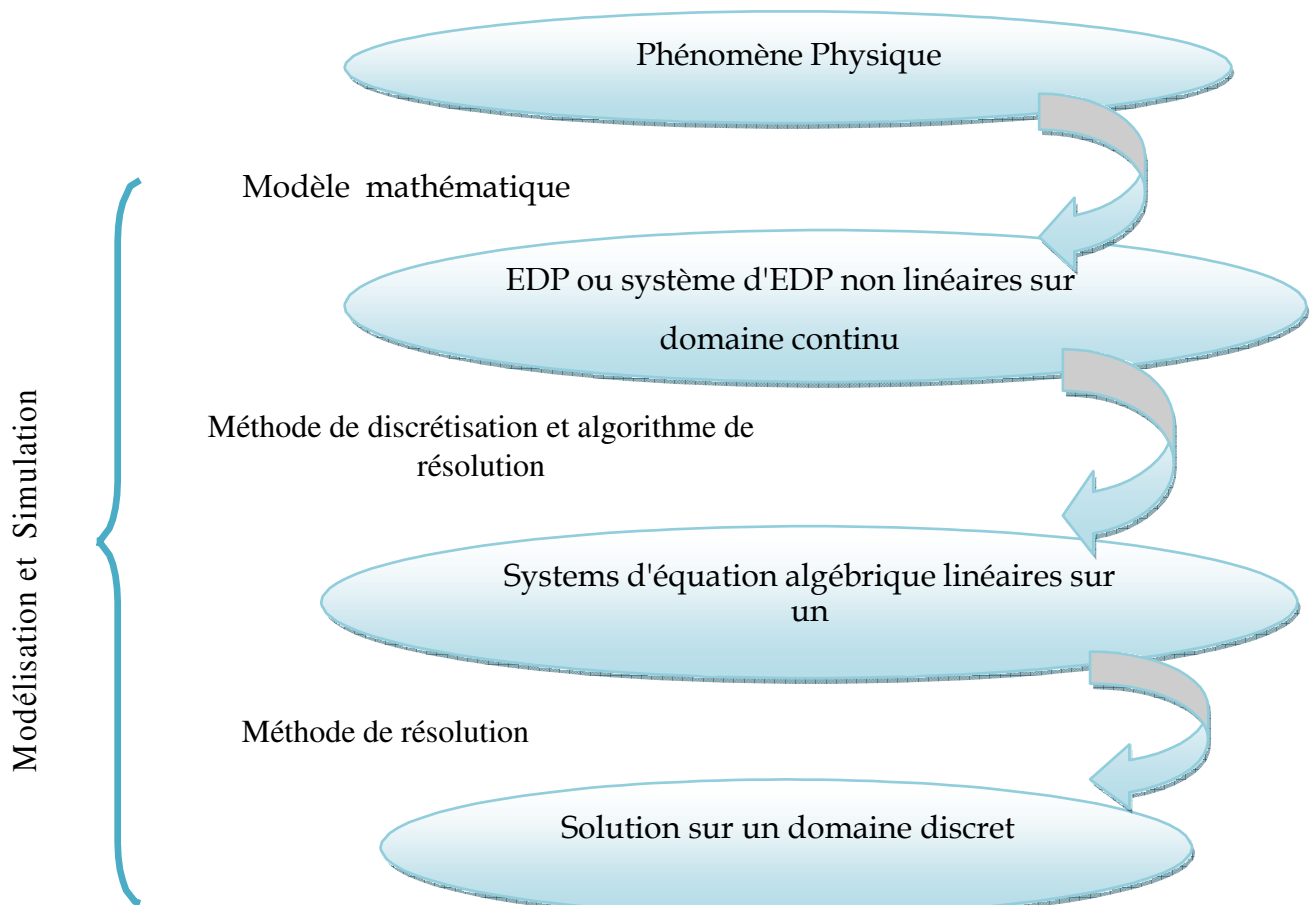 Phénomène Physique
Modèle mathématique
EDP ou système d'EDP non linéaires sur
domaine continu
Méthode de discrétisation et algorithme de
résolution
Systems d'équation algébrique linéaires sur
un
Méthode de résolution
Solution sur un domaine discret
Modélisation et Simulation